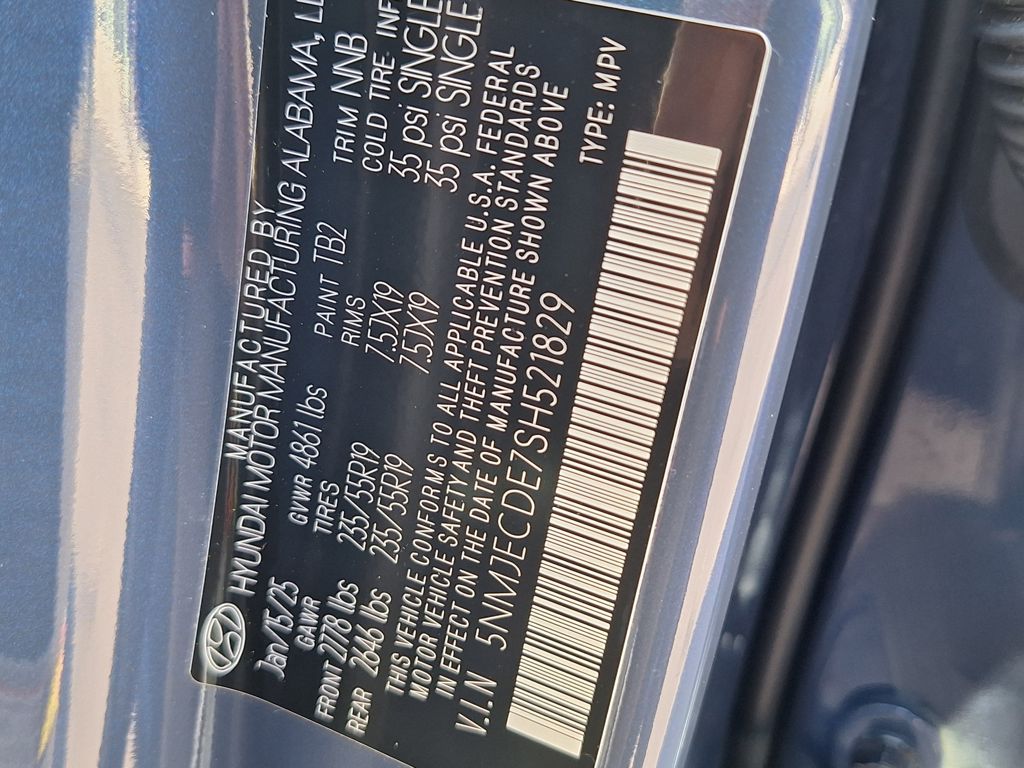 MANUFACTURED BY
HYUNDAI MOTOR MANUFACTURING ALABAMA,
Jan/15/25 GVWR 4861 lbs PAINT TB2 TRIM NNB
GAWR TIRES RIMS COLD TIRE
FRONT 2778 lbs 235/55R19 7.5JX19 35 psi SINGLE
REAR 2646 lbs 235/55R19 7.5JX19 35 psi SINGLE
THIS VEHICLE CONFORMS TO ALL APPLICABLE U.S.A. FEDERAL
MOTOR VEHICLE SAFETY AND THEFT PREVENTION STANDARDS
IN EFFECT ON THE DATE OF MANUFACTURE SHOWN ABOVE
V.I.N 5NMJECDE7SH521829 TYPE: MPV